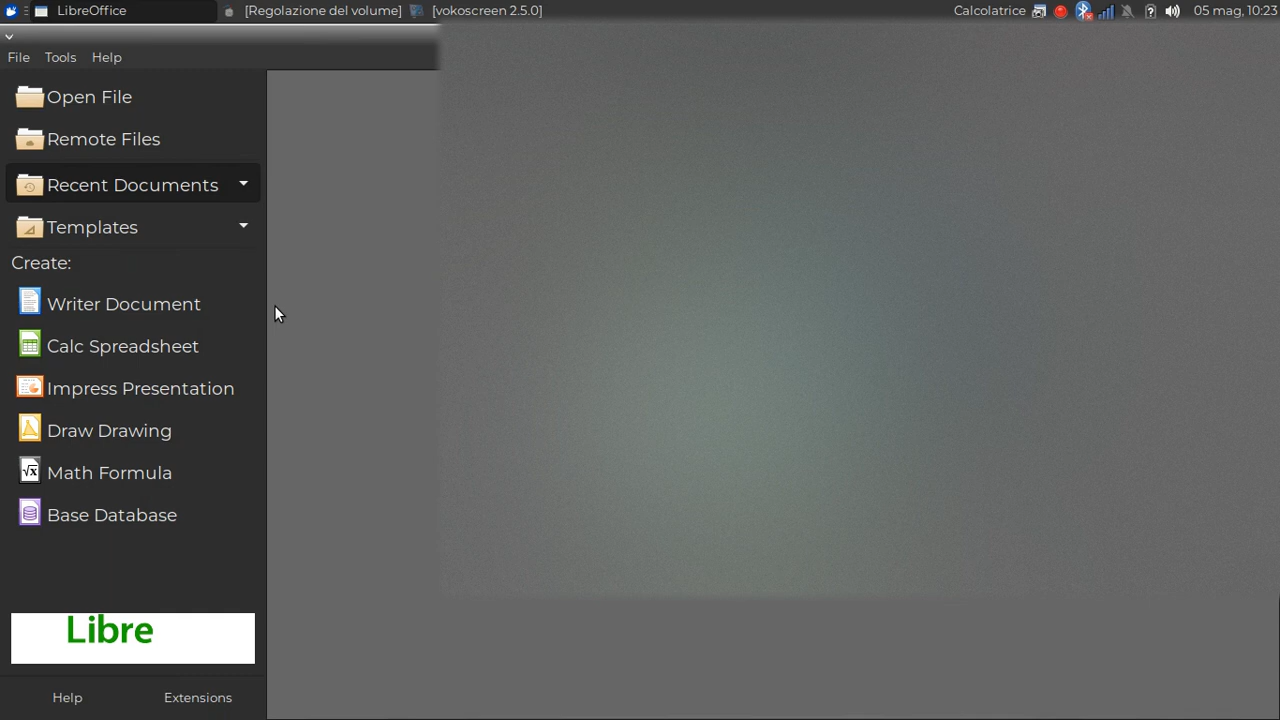 LibreOffice [Regolazione del volume] [vokoscreen 2.5.0] Calcolatrice 05 mag, 10:23
File Tools Help
Open File
Remote Files
Recent Documents
Templates
Create:
Writer Document
Calc Spreadsheet
Impress Presentation
Draw Drawing
Math Formula
Base Database
Libre
Help Extensions